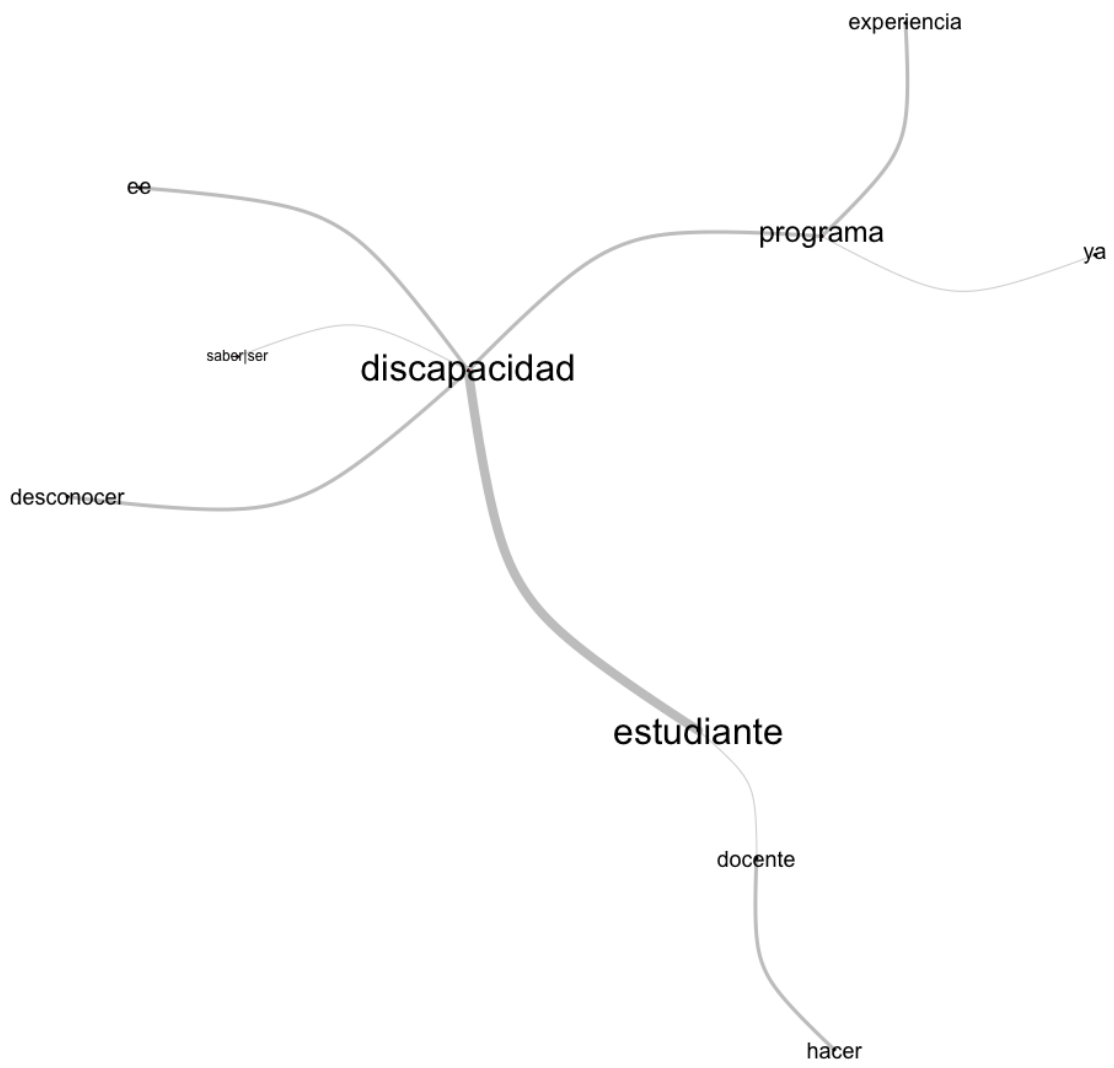 experiencia
ee
programa
ya
saber|ser
discapacidad
desconocer
estudiante
docente
hacer